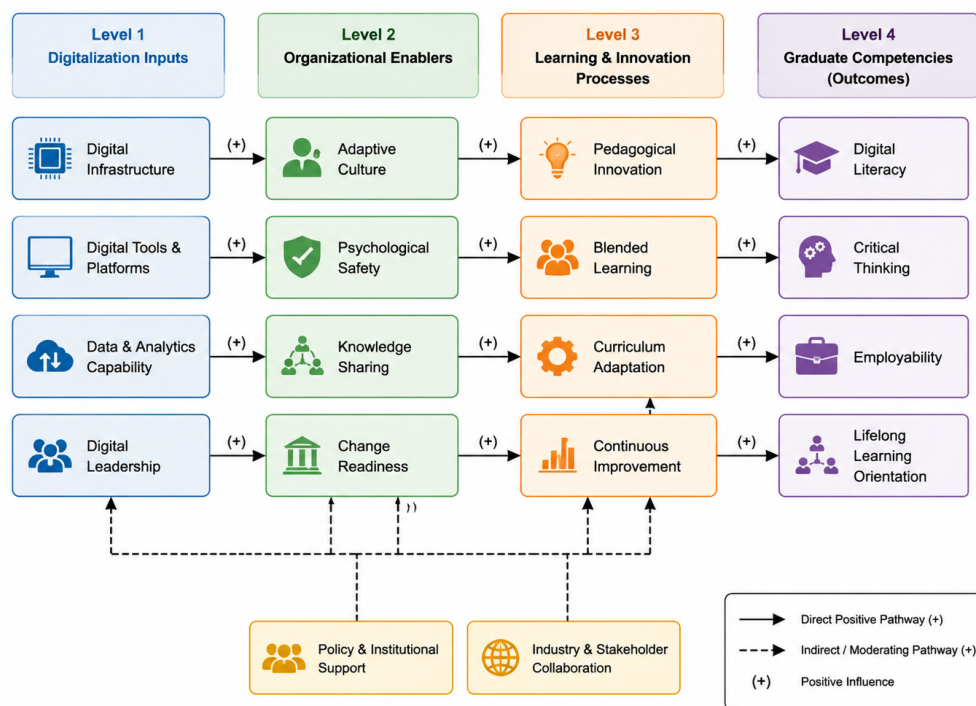 Level 1
Digitalization Inputs
Level 2
Organizational Enablers
Level 3
Learning & Innovation
Processes
Level 4
Graduate Competencies
(Outcomes)
Digital
Infrastructure
(+)
Adaptive
Culture
(+)
Pedagogical
Innovation
(+)
Digital
Literacy
Digital Tools &
Platforms
(+)
Psychological
Safety
(+)
Blended
Learning
(+)
Critical
Thinking
Data & Analytics
Capability
(+)
Knowledge
Sharing
(+)
Curriculum
Adaptation
(+)
Employability
Digital
Leadership
(+)
Change
Readiness
(+)
Continuous
Improvement
(+)
Lifelong
Learning
Orientation
))
Policy & Institutional
Support
Industry & Stakeholder
Collaboration
Direct Positive Pathway (+)
Indirect / Moderating Pathway (+)
(+) Positive Influence